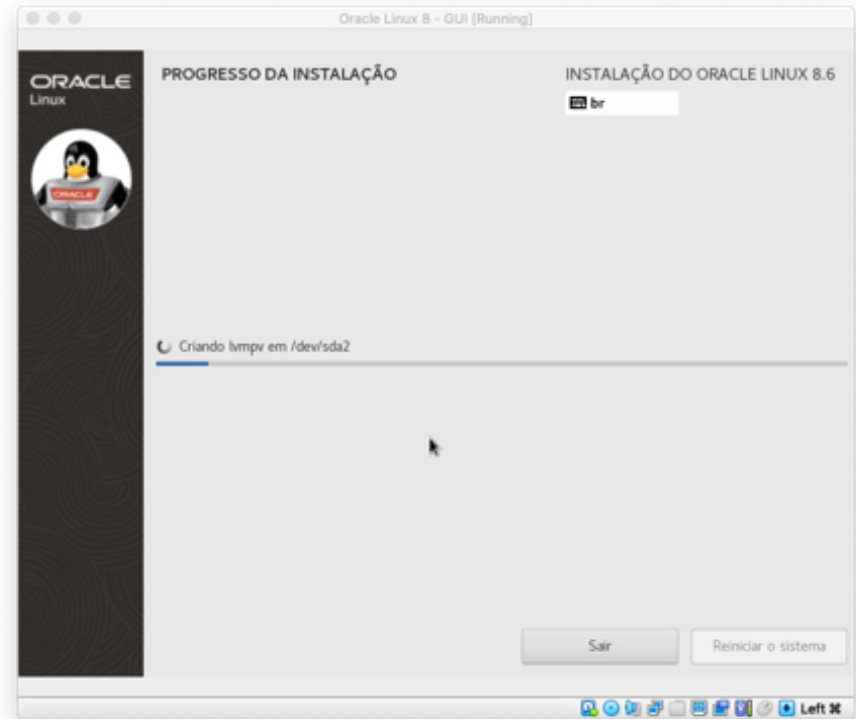 Oracle Linux 8 - GUI [Running]
ORACLE
Linux
PROGRESSO DA INSTALAÇÃO
INSTALAÇÃO DO ORACLE LINUX 8.6
br
ORACLE
Criando lvmpv em /dev/sda2
Sair
Reiniciar o sistema
Left ⌘